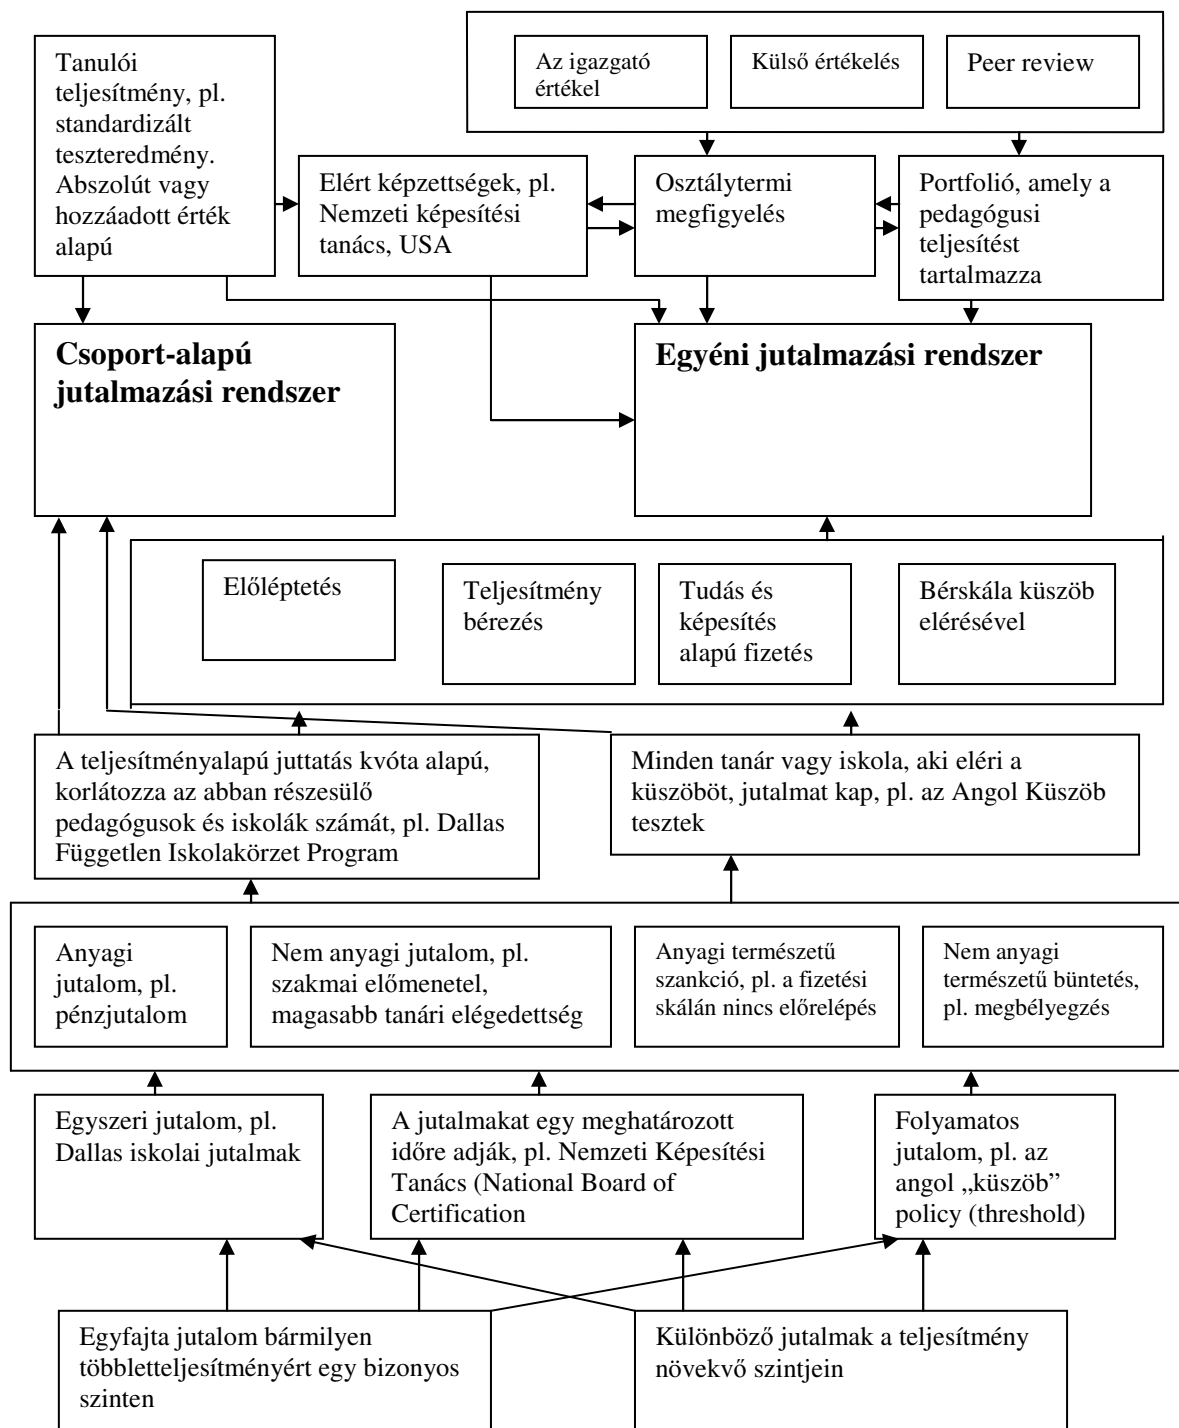 Tanulói
teljesítmény, pl.
standardizált
teszteredmény.
Abszolút vagy
hozzáadott érték
alapú
Az igazgató
értékel
Külső értékelés
Peer review
Elért képzettségek, pl.
Nemzeti képesítési
tanács, USA
Osztálytermi
megfigyelés
Portfolió, amely a
pedagógusi
teljesítést
tartalmazza
Csoport-alapú
jutalmazási rendszer
Egyéni jutalmazási rendszer
Előléptetés
Teljesítmény
bérezés
Tudás és
képesítés
alapú fizetés
Bérskála küszöb
elérésével
A teljesítményalapú juttatás kvóta alapú,
korlátozza az abban részesülő
pedagógusok és iskolák számát, pl. Dallas
Független Iskolakörzet Program
Minden tanár vagy iskola, aki eléri a
küszöböt, jutalmat kap, pl. az Angol Küszöb
tesztek
Anyagi
jutalom, pl.
pénzjutalom
Nem anyagi jutalom, pl.
szakmai előmenetel,
magasabb tanári elégedettség
Anyagi természetű
szankció, pl. a fizetési
skálán nincs előrelépés
Nem anyagi
természetű büntetés,
pl. megbélyegzés
Egyszeri jutalom, pl.
Dallas iskolai jutalmak
A jutalmakat egy meghatározott
időre adják, pl. Nemzeti Képesítési
Tanács (National Board of
Certification
Folyamatos
jutalom, pl. az
angol „küszöb”
policy (threshold)
Egyfajta jutalom bármilyen
többletteljesítményért egy bizonyos
szinten
Különböző jutalmak a teljesítmény
növekvő szintjein